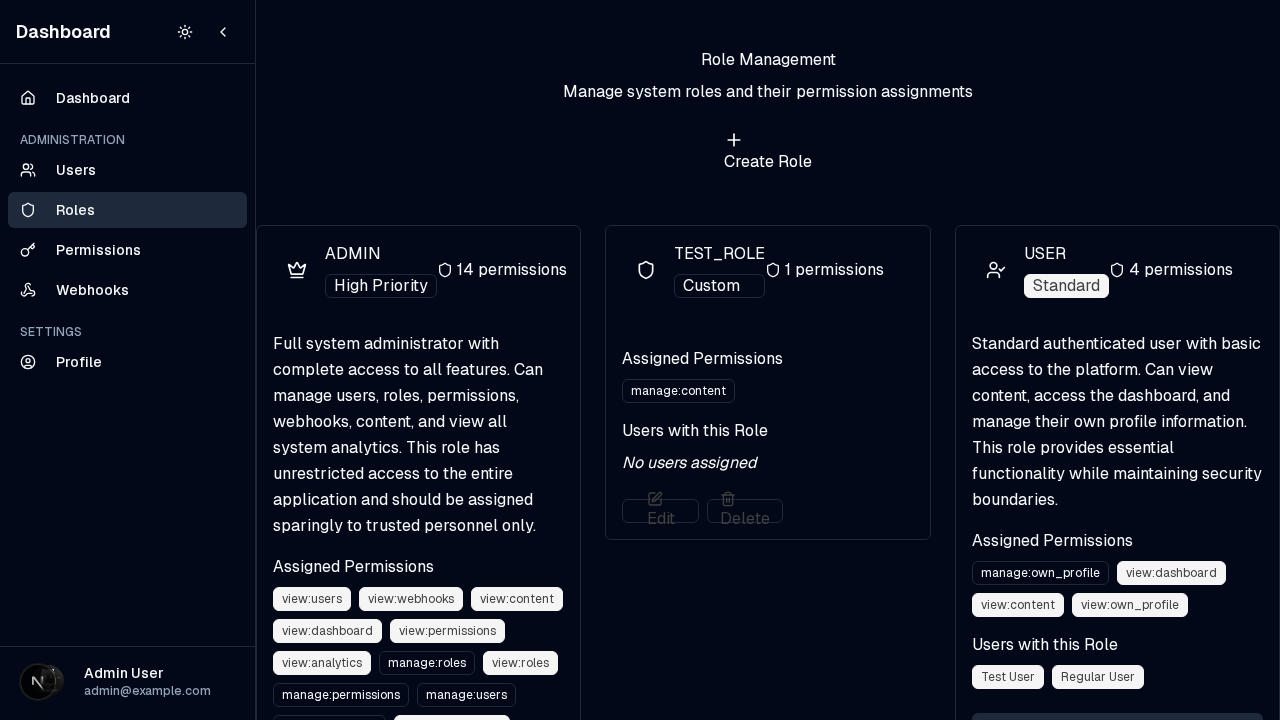 Dashboard
Dashboard
ADMINISTRATION
Users
Roles
Permissions
Webhooks
SETTINGS
Profile
N
Admin User
admin@example.com
Role Management
Manage system roles and their permission assignments
Create Role
ADMIN
High Priority
14 permissions
Full system administrator with
complete access to all features. Can
manage users, roles, permissions,
webhooks, content, and view all
system analytics. This role has
unrestricted access to the entire
application and should be assigned
sparingly to trusted personnel only.
Assigned Permissions
view:users view:webhooks view:content
view:dashboard view:permissions
view:analytics manage:roles view:roles
manage:permissions manage:users
TEST_ROLE
Custom
1 permissions
Assigned Permissions
manage:content
Users with this Role
No users assigned
Edit Delete
USER
Standard
4 permissions
Standard authenticated user with basic
access to the platform. Can view
content, access the dashboard, and
manage their own profile information.
This role provides essential
functionality while maintaining security
boundaries.
Assigned Permissions
manage:own_profile view:dashboard
view:content view:own_profile
Users with this Role
Test User Regular User